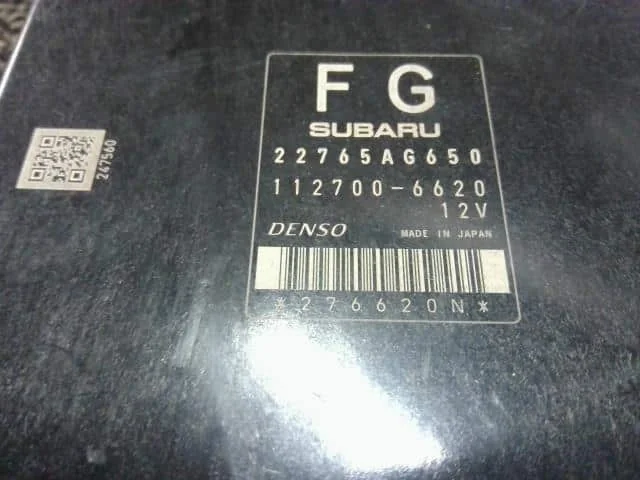 F G
SUBARU
22765AG650
112700-6620
12V
DENSO MADE IN JAPAN
*276620N*
247560